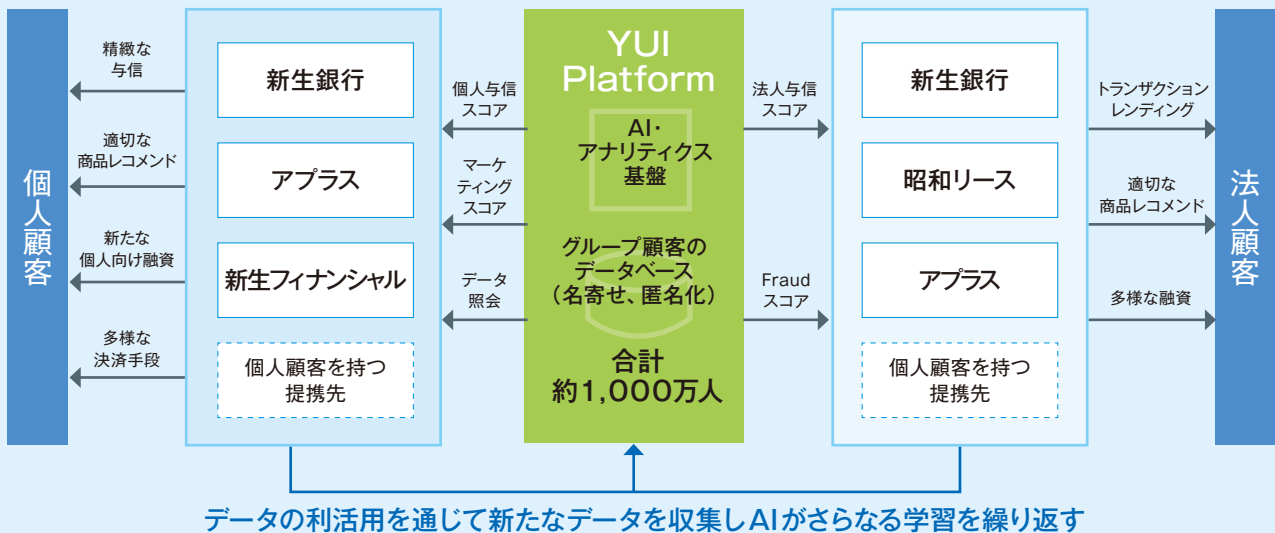 個人顧客
精緻な
与信
適切な
商品レコメンド
新たな
個人向け融資
多様な
決済手段
新生銀行
アプラス
新生フィナンシャル
個人顧客を持つ
提携先
個人与信
スコア
マーケ
ティング
スコア
データ
照会
YUI
Platform
AI・
アナリティクス
基盤
グループ顧客の
データベース
（名寄せ、匿名化）
合計
約1,000万人
法人与信
スコア
Fraud
スコア
新生銀行
昭和リース
アプラス
個人顧客を持つ
提携先
トランザクション
レンディング
適切な
商品レコメンド
多様な融資
法人顧客
データの利活用を通じて新たなデータを収集しAIがさらなる学習を繰り返す